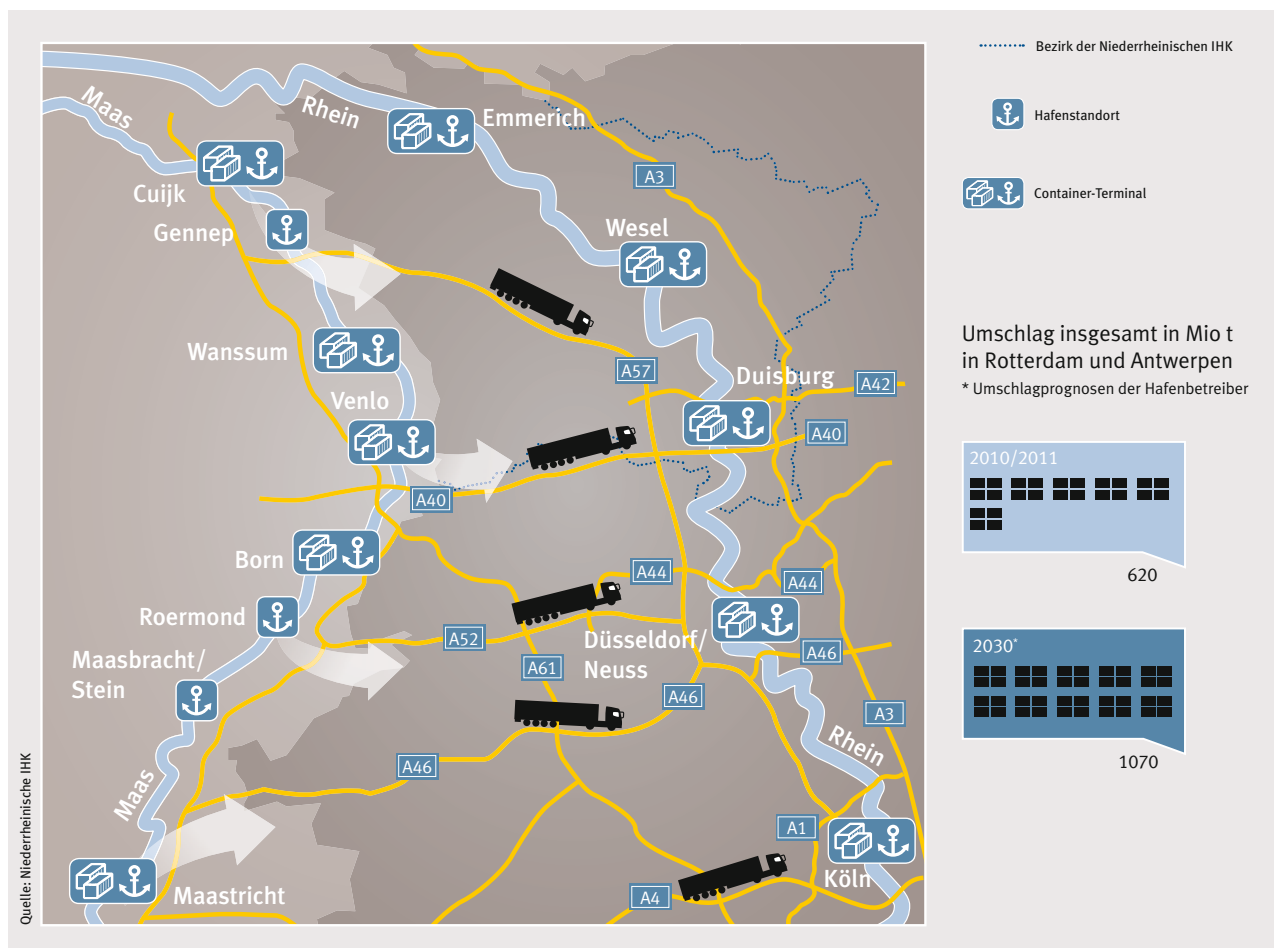 Maas
Rhein
Emmerich
A3
Cuijk
Gennep
Wesel
Wanssum
A57
Duisburg
A42
Venlo
A40
A40
Born
A44
A44
Roermond
A52
Düsseldorf/
Neuss
A46
Maasbracht/
Stein
A61
A46
A3
Rhein
A46
Maas
A1
Köln
Maastricht
A4
Quelle: Niederrheinische IHK
Bezirk der Niederrheinischen IHK
Hafenstandort
Container-Terminal
Umschlag insgesamt in Mio t
in Rotterdam und Antwerpen
* Umschlagprognosen der Hafenbetreiber
2010/2011
620
2030*
1070